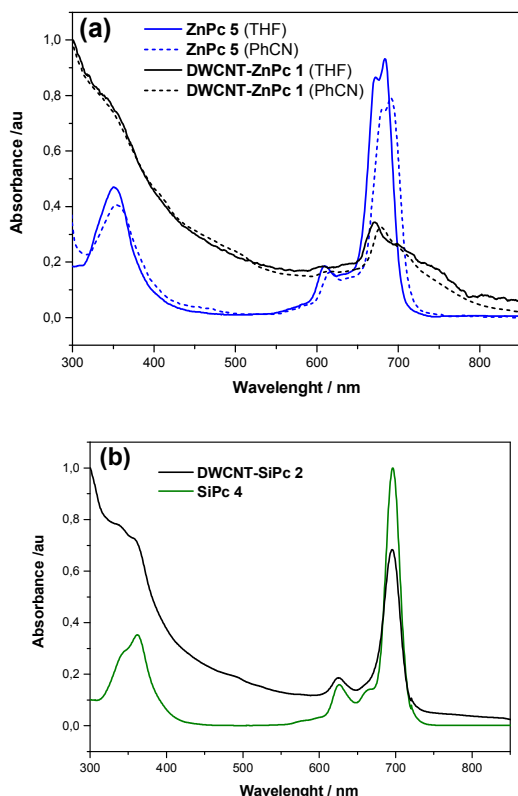 (a)
ZnPc 5 (THF)
ZnPc 5 (PhCN)
DWCNT-ZnPc 1 (THF)
DWCNT-ZnPc 1 (PhCN)
Absorbance /au
1,0
0,8
0,6
0,4
0,2
0,0
300 400 500 600 700 800
Wavelenght / nm
(b)
DWCNT-SiPc 2
SiPc 4
Absorbance /au
1,0
0,8
0,6
0,4
0,2
0,0
300 400 500 600 700 800
Wavelenght / nm